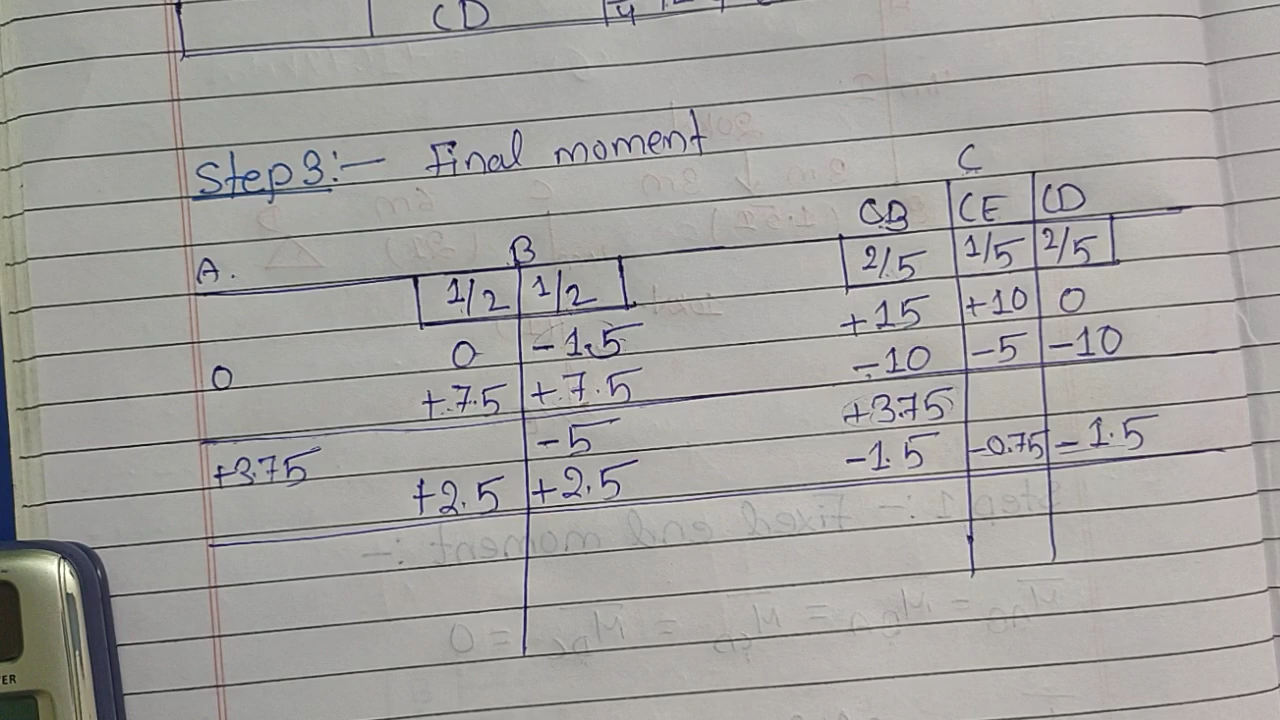 CD
Step 3:- Final moment
C
CB CE CD
A. B
1/2 1/2 2/5 1/5 2/5
0 0 -1.5 +15 +10 0
+7.5 +7.5 -10 -5 -10
-5 +3.75
+3.75 +2.5 +2.5 -1.5 -0.75 -1.5